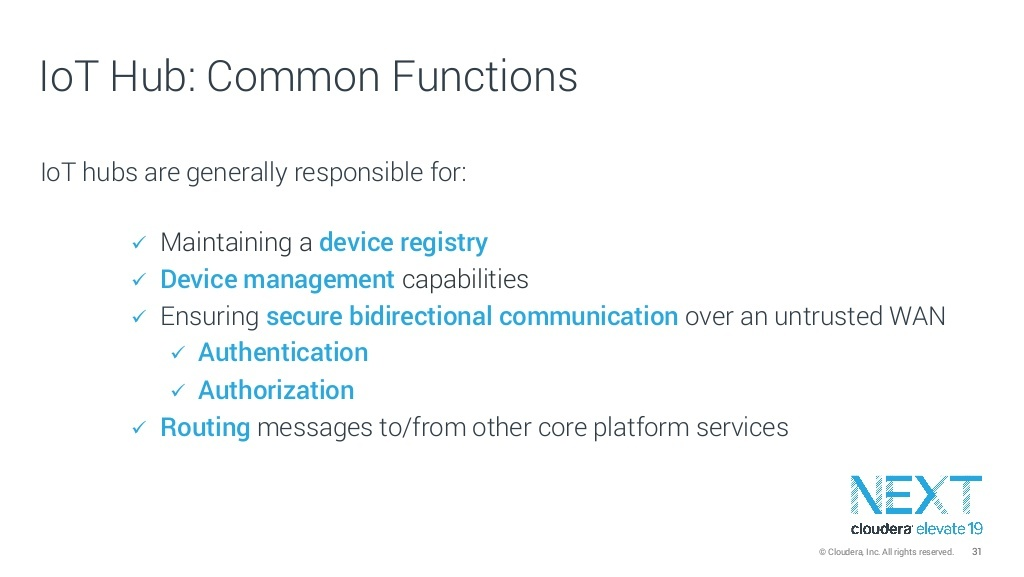 IoT Hub: Common Functions
IoT hubs are generally responsible for:
✓ Maintaining a device registry
✓ Device management capabilities
✓ Ensuring secure bidirectional communication over an untrusted WAN
✓ Authentication
✓ Authorization
✓ Routing messages to/from other core platform services
NEXT
cloudera elevate 19
© Cloudera, Inc. All rights reserved. 31